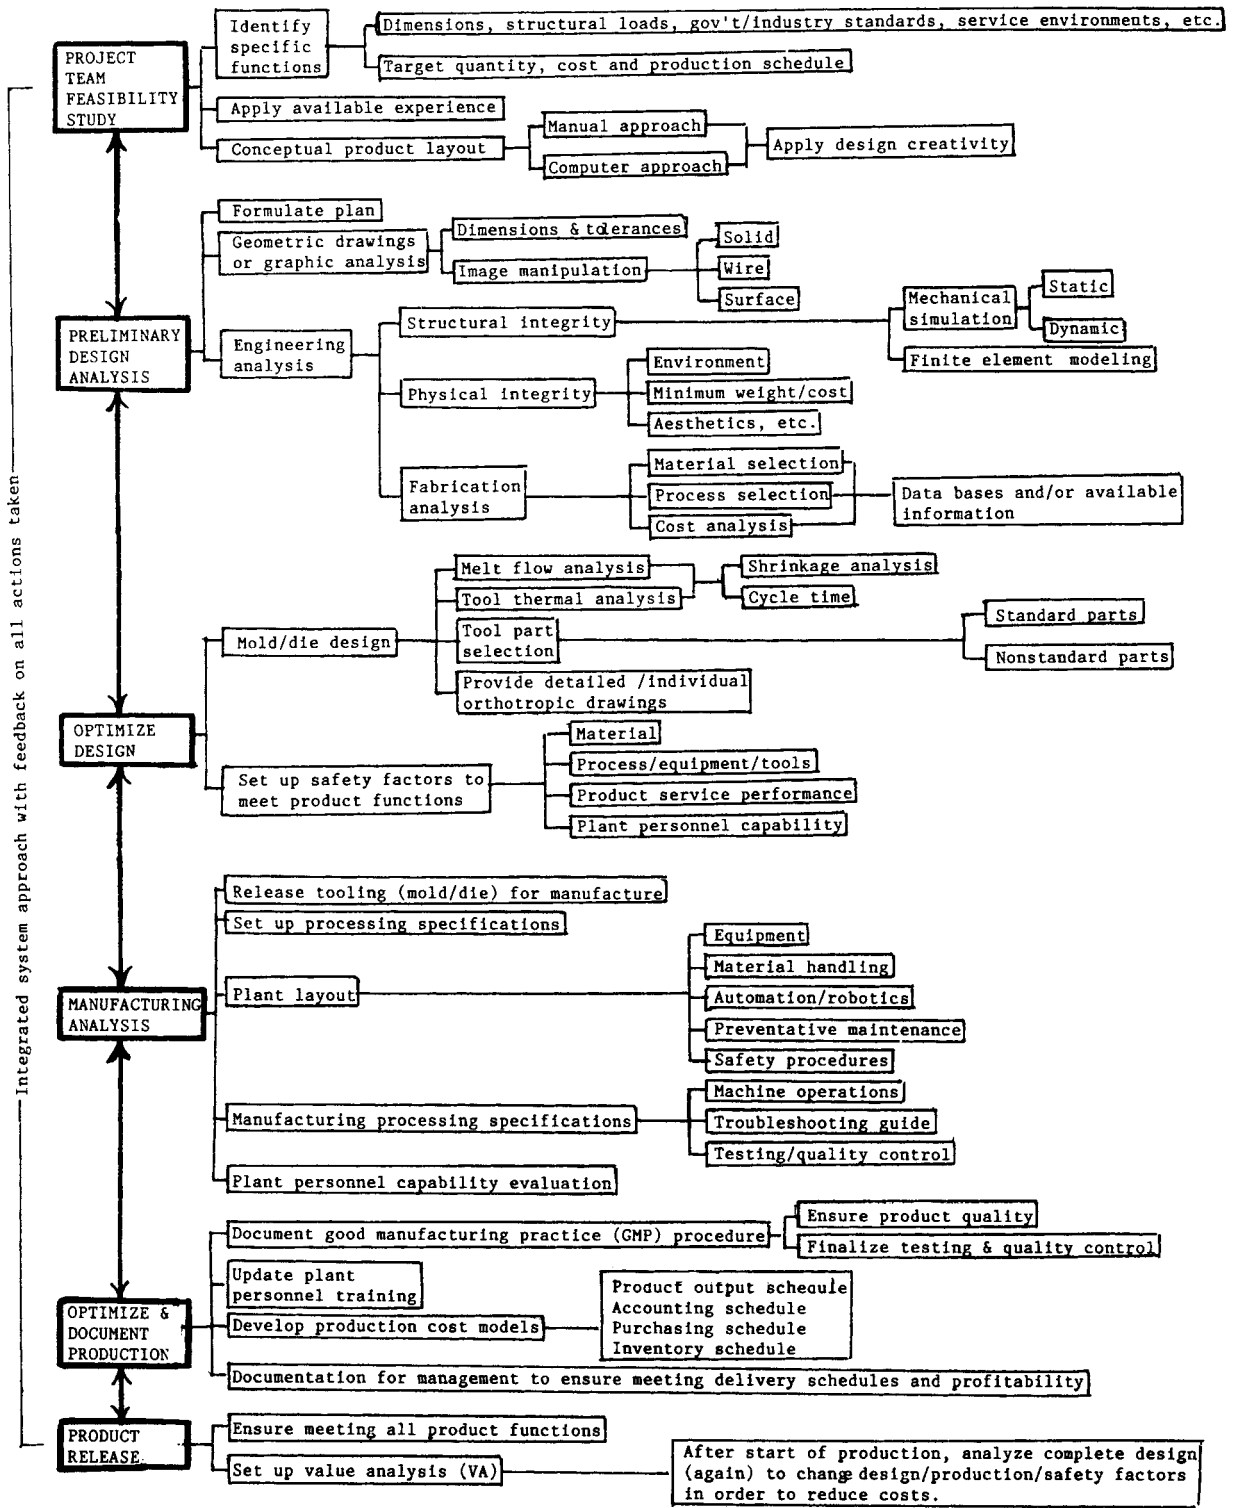 Identify
specific
functions
Dimensions, structural loads, gov't/industry standards, service environments, etc.
Target quantity, cost and production schedule
PROJECT
TEAM
FEASIBILITY
STUDY
Apply available experience
Conceptual product layout
Manual approach
Computer approach
Apply design creativity
Formulate plan
Geometric drawings
or graphic analysis
Dimensions & tolerances
Image manipulation
Solid
Wire
Surface
PRELIMINARY
DESIGN
ANALYSIS
Engineering
analysis
Structural integrity
Mechanical
simulation
Static
Dynamic
Finite element modeling
Physical integrity
Environment
Minimum weight/cost
Aesthetics, etc.
Fabrication
analysis
Material selection
Process selection
Cost analysis
Data bases and/or available
information
Integrated system approach with feedback on all actions taken
OPTIMIZE
DESIGN
Mold/die design
Melt flow analysis
Tool thermal analysis
Shrinkage analysis
Cycle time
Tool part
selection
Standard parts
Nonstandard parts
Provide detailed /individual
orthotropic drawings
Set up safety factors to
meet product functions
Material
Process/equipment/tools
Product service performance
Plant personnel capability
MANUFACTURING
ANALYSIS
Release tooling (mold/die) for manufacture
Set up processing specifications
Plant layout
Equipment
Material handling
Automation/robotics
Preventative maintenance
Safety procedures
Manufacturing processing specifications
Machine operations
Troubleshooting guide
Testing/quality control
Plant personnel capability evaluation
OPTIMIZE &
DOCUMENT
PRODUCTION
Document good manufacturing practice (GMP) procedure
Ensure product quality
Finalize testing & quality control
Update plant
personnel training
Develop production cost models
Product output schedule
Accounting schedule
Purchasing schedule
Inventory schedule
Documentation for management to ensure meeting delivery schedules and profitability
PRODUCT
RELEASE.
Ensure meeting all product functions
Set up value analysis (VA)
After start of production, analyze complete design
(again) to change design/production/safety factors
in order to reduce costs.